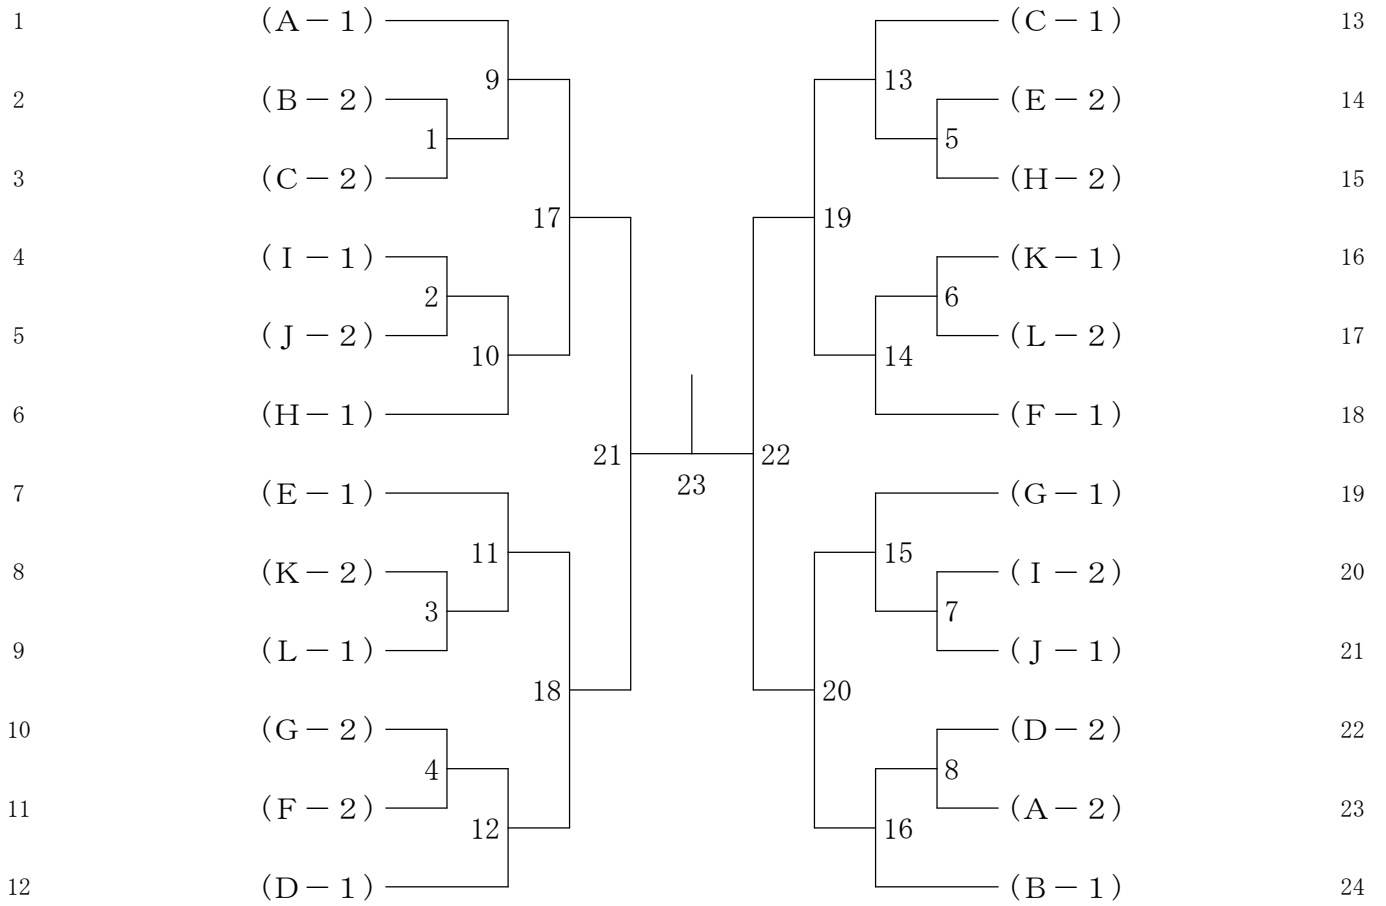 1 （A－1） （C－1） 13
9 13
2 （B－2） （E－2） 14
1 5
3 （C－2） （H－2） 15
17 19
4 （I－1） （K－1） 16
2 6
5 （J－2） （L－2） 17
10 14
6 （H－1） （F－1） 18
21 22
23
7 （E－1） （G－1） 19
11 15
8 （K－2） （I－2） 20
3 7
9 （L－1） （J－1） 21
18 20
10 （G－2） （D－2） 22
4 8
11 （F－2） （A－2） 23
12 16
12 （D－1） （B－1） 24